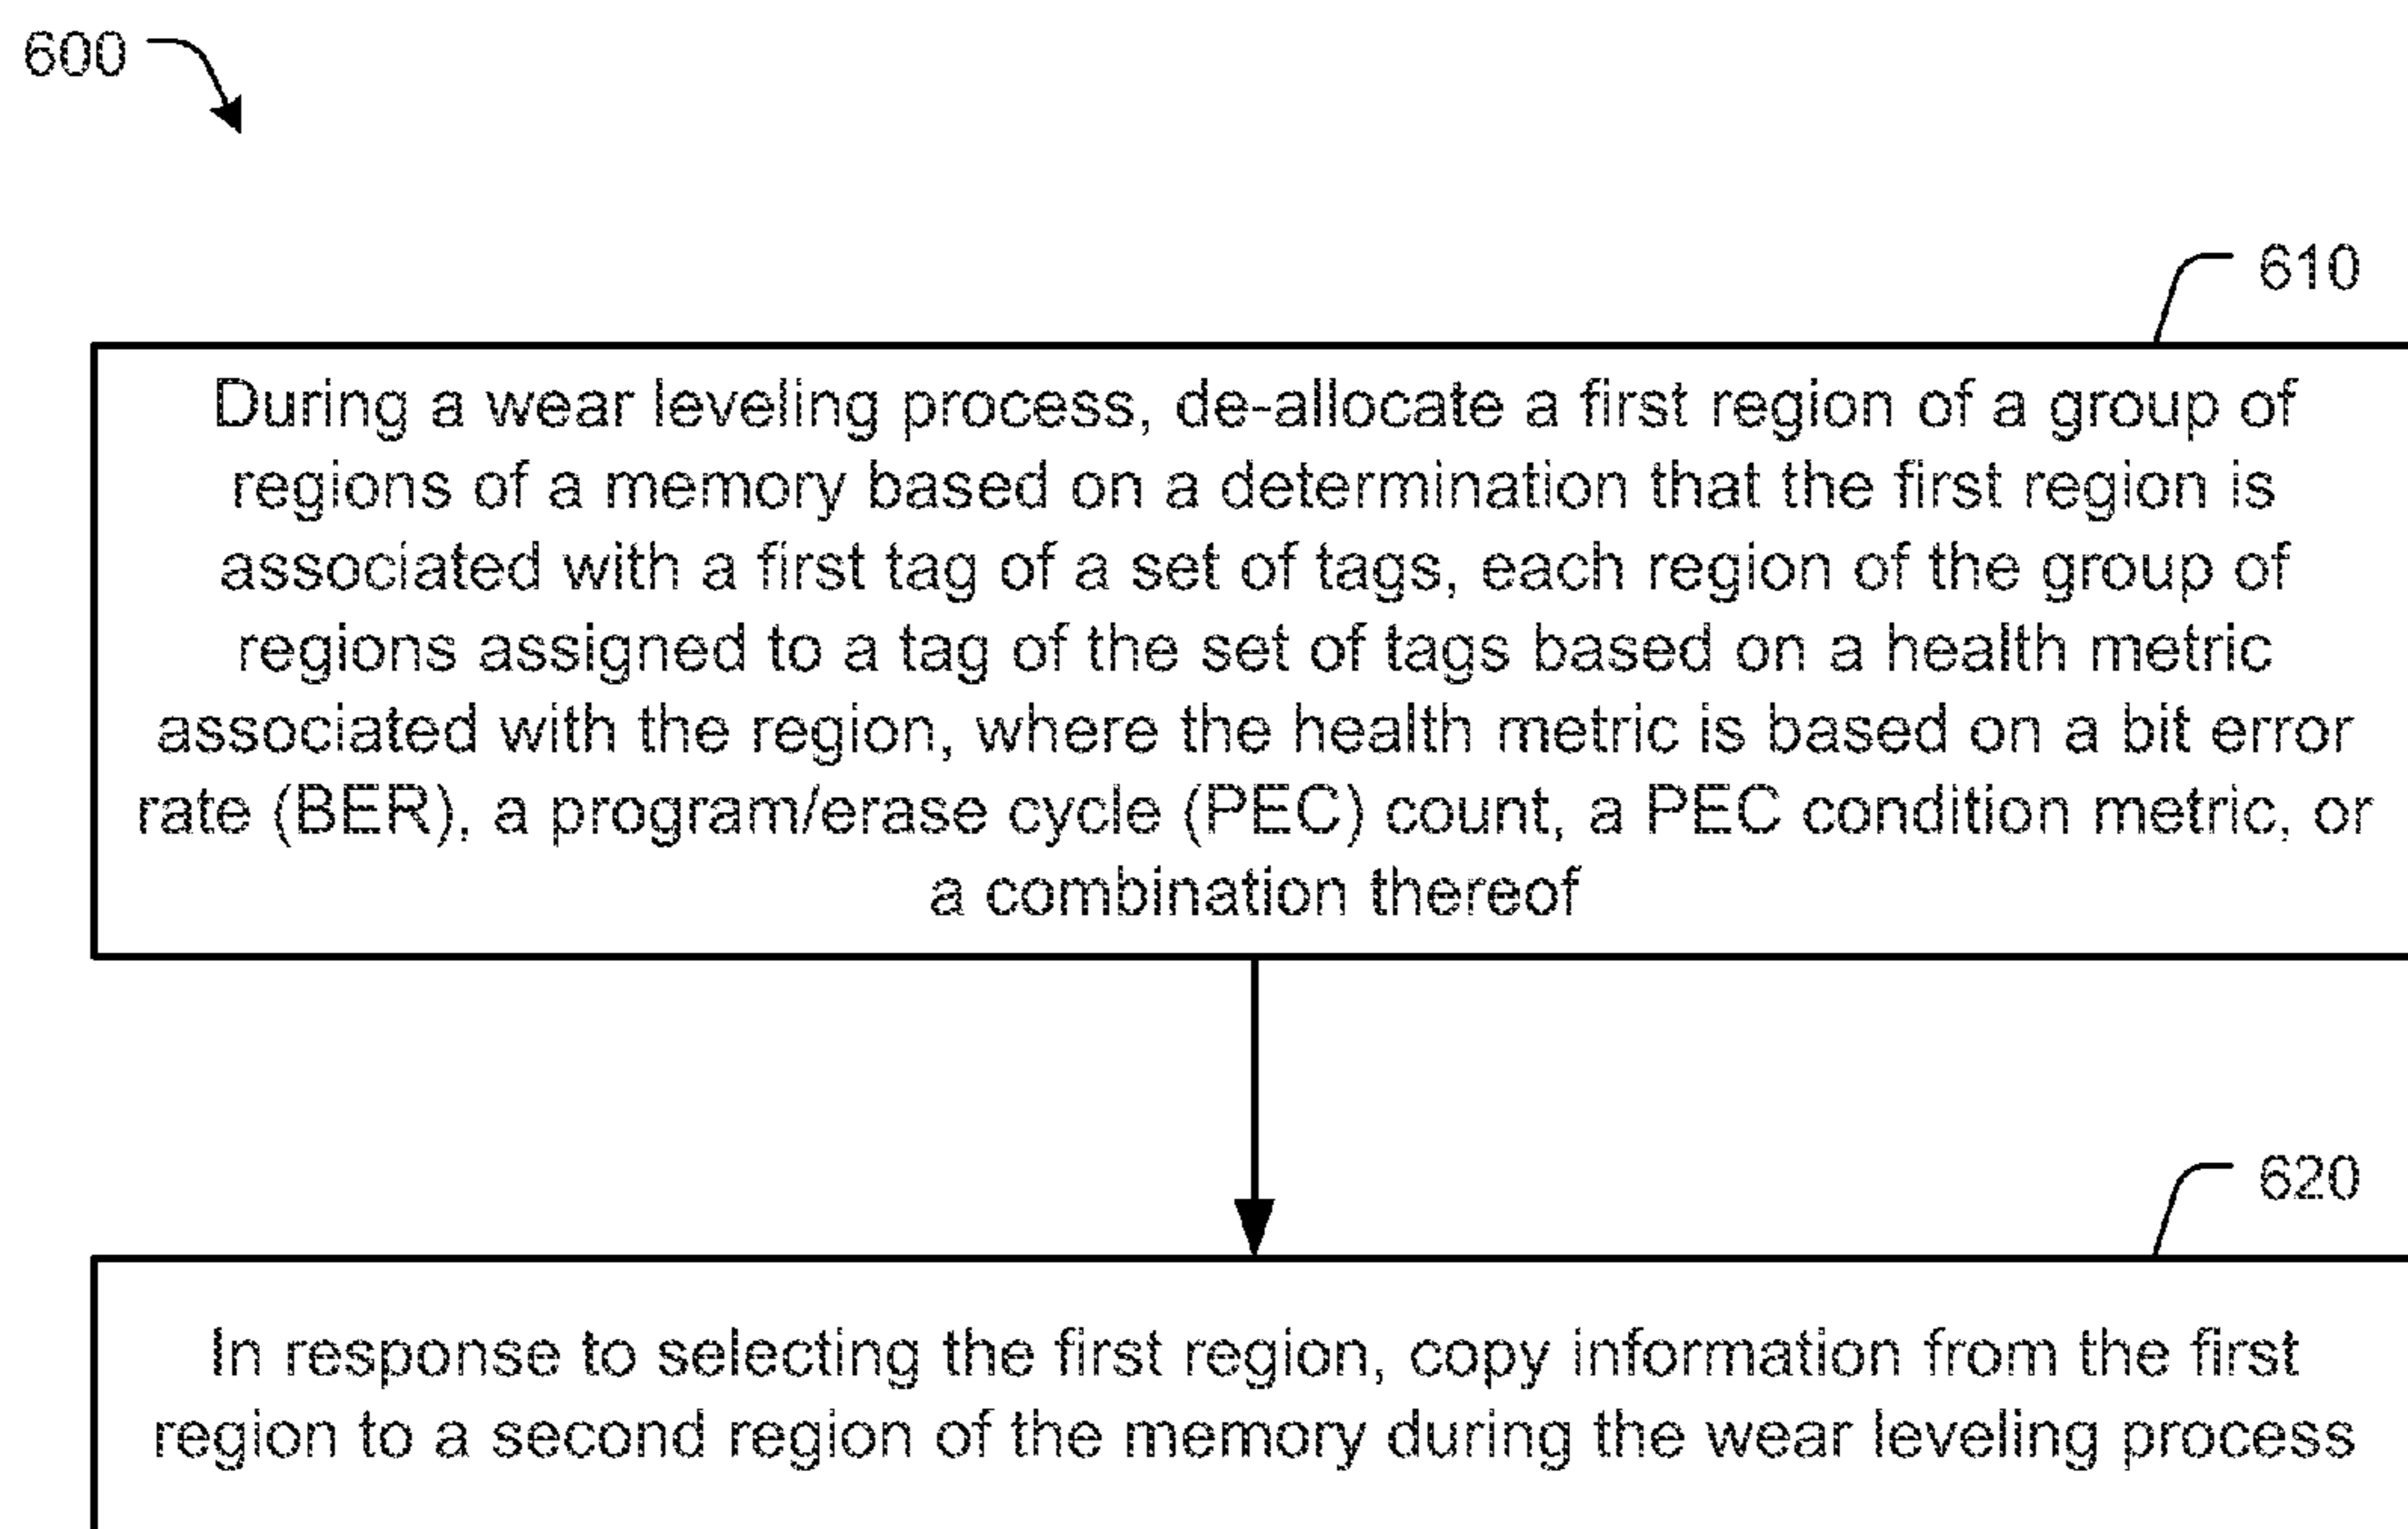 600
610
During a wear leveling process, de-allocate a first region of a group of
regions of a memory based on a determination that the first region is
associated with a first tag of a set of tags, each region of the group of
regions assigned to a tag of the set of tags based on a health metric
associated with the region, where the health metric is based on a bit error
rate (BER), a program/erase cycle (PEC) count, a PEC condition metric, or
a combination thereof
620
In response to selecting the first region, copy information from the first
region to a second region of the memory during the wear leveling process